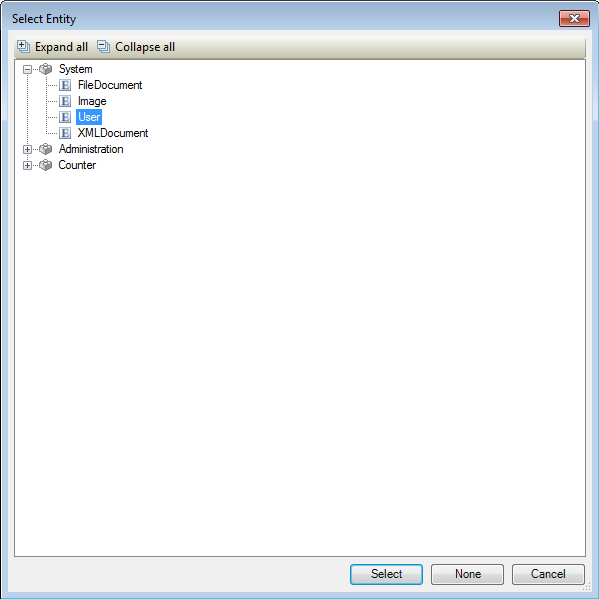 Select Entity
Expand all Collapse all
System
E FileDocument
E Image
E User
E XMLDocument
Administration
Counter
Select None Cancel